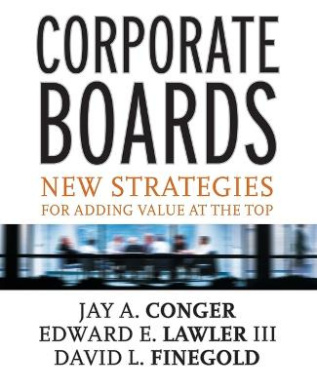 CORPORATE
BOARDS
NEW STRATEGIES
FOR ADDING VALUE AT THE TOP
JAY A. CONGER
EDWARD E. LAWLER III
DAVID L. FINEGOLD